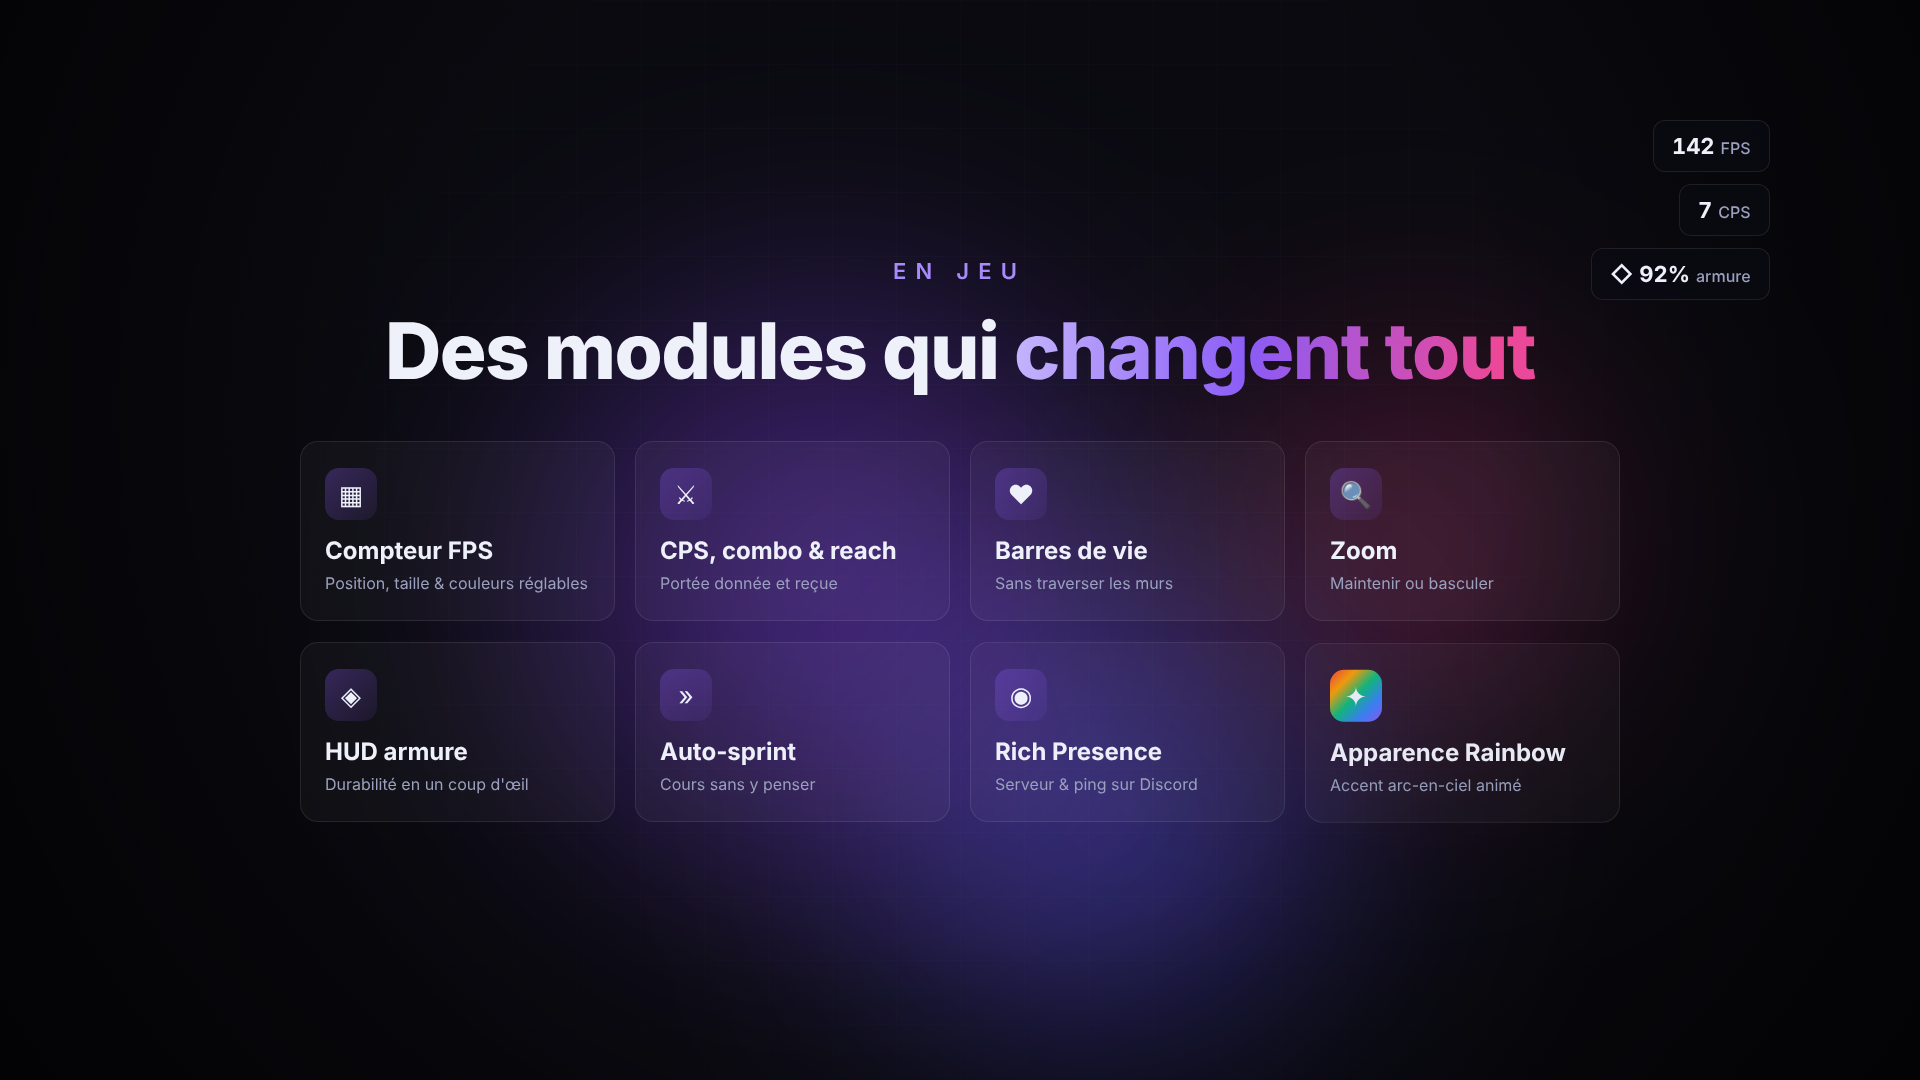 142 FPS
7 CPS
92% armure
EN JEU
Des modules qui changent tout
Compteur FPS
Position, taille & couleurs réglables
CPS, combo & reach
Portée donnée et reçue
Barres de vie
Sans traverser les murs
Zoom
Maintenir ou basculer
HUD armure
Durabilité en un coup d'œil
Auto-sprint
Cours sans y penser
Rich Presence
Serveur & ping sur Discord
Apparence Rainbow
Accent arc-en-ciel animé